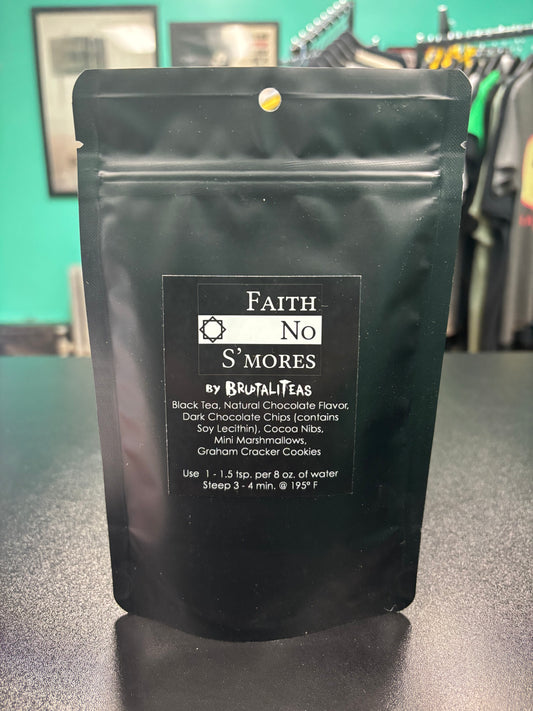 FAITH
NO
S'MORES
BY BRUTALITEAS
Black Tea, Natural Chocolate Flavor,
Dark Chocolate Chips (contains
Soy Lecithin), Cocoa Nibs,
Mini Marshmallows,
Graham Cracker Cookies
Use 1 - 1.5 tsp. per 8 oz. of water
Steep 3 - 4 min. @ 195° F